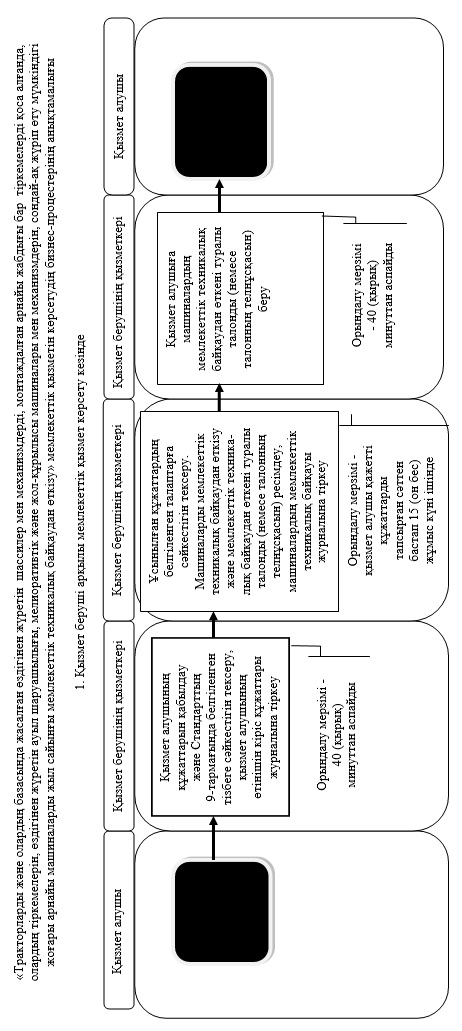 «Тракторларды және олардың базасында жасалған өздігінен жүретін шассилер мен механизмдерді, монтаждалған арнайы жабдығы бар тіркемелерді қоса алғанда,
олардың тіркемелерін, өздігінен жүретін ауыл шаруашылығы, мелиоративтік және жол-құрылысы машиналары мен механизмдерін, сондай-ақ жүріп өту мүмкіндігі
жоғары арнайы машиналарды жыл сайынғы мемлекеттік техникалық байқаудан өткізу» мемлекеттік қызметін көрсетудің бизнес-процестерінің анықтамалығы
1. Қызмет беруші арқылы мемлекеттік қызмет көрсету кезінде
Қызмет алушы
Қызмет берушінің қызметкері
Қызмет алушының
құжаттарын қабылдау
және Стандарттың
9-тармағында белгіленген
тізбеге сәйкестігін тексеру,
қызмет алушының
өтінішін кіріс құжаттары
журналына тіркеу
Орындалу мерзімі -
40 (қырық)
минуттан аспайды
Қызмет берушінің қызметкері
Ұсынылған құжаттардың
белгіленген талаптарға
сәйкестігін тексеру.
Машиналарды мемлекеттік
техникалық байқаудан өткізу
және мемлекеттік техника-
лық байқаудан өткені туралы
талонды (немесе талонның
телнұсқасын) ресімдеу,
машиналардың мемлекеттік
техникалық байқауы
журналына тіркеу
Орындалу мерзімі -
қызмет алушы қажетті
құжаттарды
тапсырған сәттен
бастап 15 (он бес)
жұмыс күні ішінде
Қызмет берушінің қызметкері
Қызмет алушыға
машиналардың
мемлекеттік техникалық
байқаудан өткені туралы
талонды (немесе
талонның телнұсқасын)
беру
Орындалу мерзімі
- 40 (қырық)
минуттан аспайды
Қызмет алушы